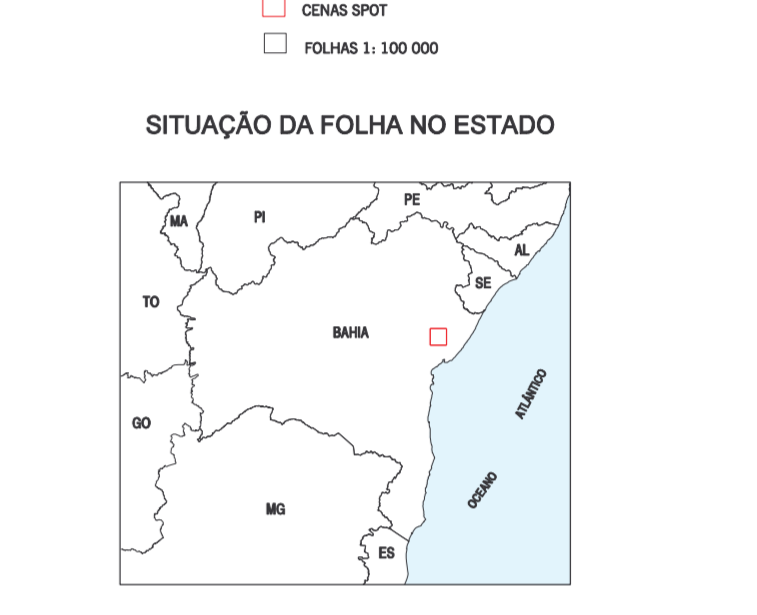 CENAS SPOT
FOLHAS 1: 100 000
SITUAÇÃO DA FOLHA NO ESTADO
PE
MA
PI
AL
SE
TO
BAHIA
ATLÂNTICO
GO
OCEANO
MG
ES